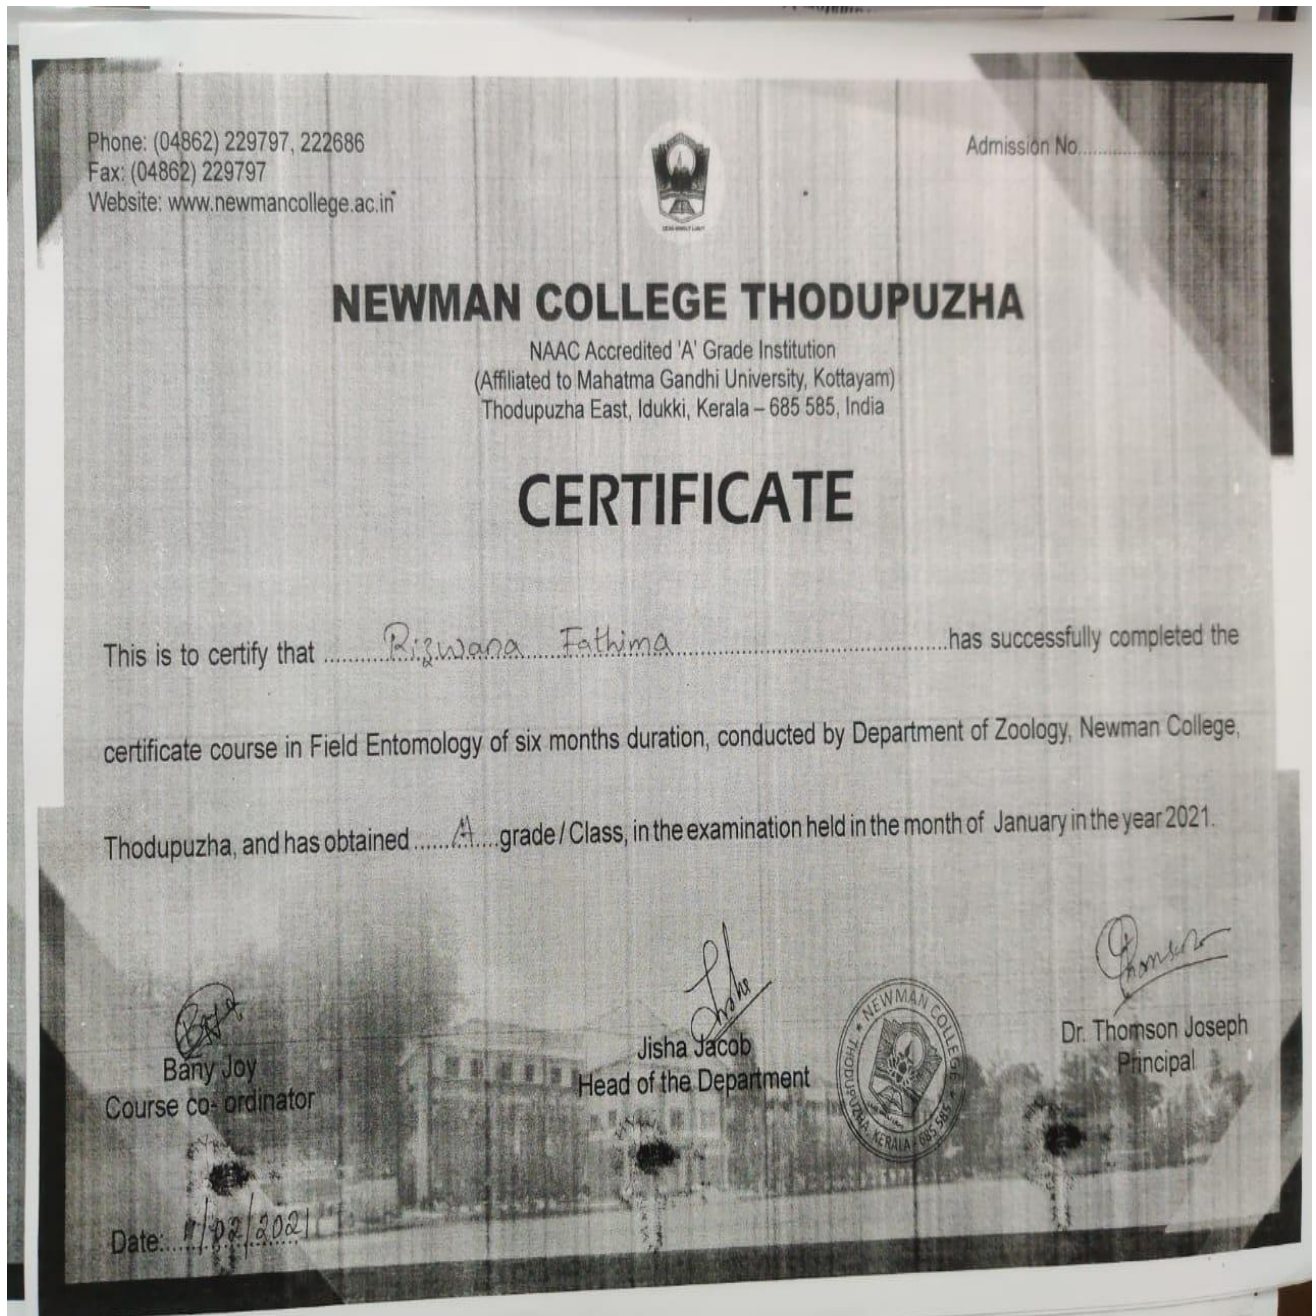 Phone: (04862) 229797, 222686
Fax: (04862) 229797
Website: www.newmancollege.ac.in
Admission No..........................
NEWMAN COLLEGE THODUPUZHA
NAAC Accredited 'A' Grade Institution
(Affiliated to Mahatma Gandhi University, Kottayam)
Thodupuzha East, Idukki, Kerala – 685 585, India
CERTIFICATE
This is to certify that ..........Rizwana....Fathima..........................................has successfully completed the
certificate course in Field Entomology of six months duration, conducted by Department of Zoology, Newman College,
Thodupuzha, and has obtained ......A....grade / Class, in the examination held in the month of January in the year 2021.
Thomson
Bany Joy
Course co-ordinator
Jisha Jacob
Head of the Department
NEWMAN COLLEGE
THODUPUZHA, KERALA - 685 585
Dr. Thomson Joseph
Principal
Date:....../02/2021